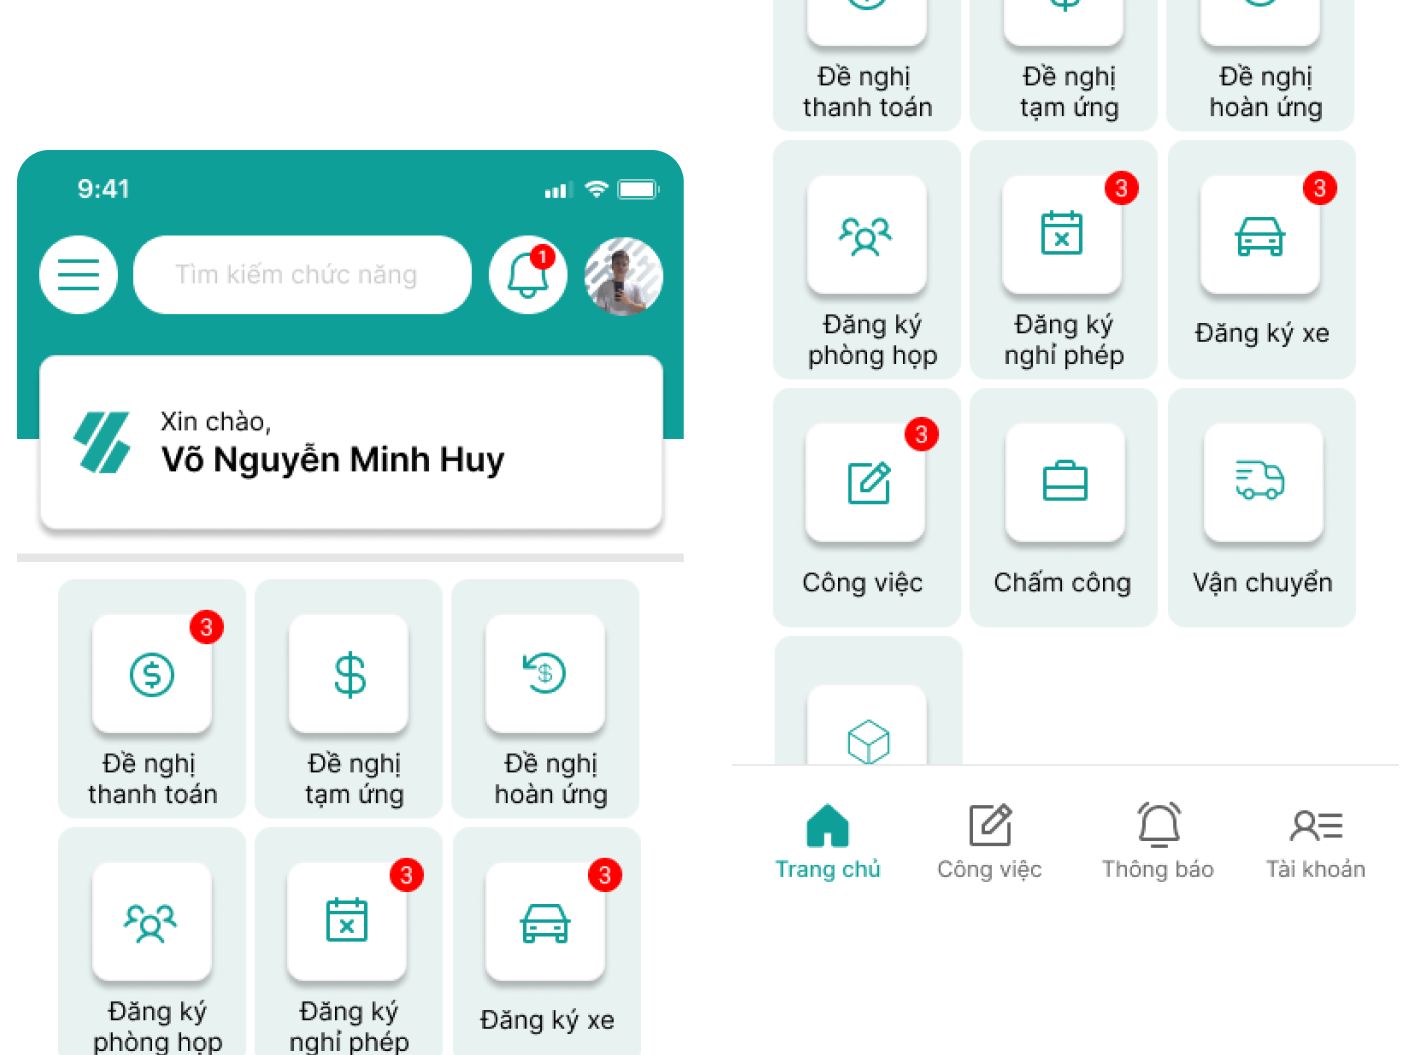 9:41
Tìm kiếm chức năng
1
Xin chào,
Võ Nguyễn Minh Huy
3
Đề nghị
thanh toán
Đề nghị
tạm ứng
Đề nghị
hoàn ứng
3
3
Đăng ký
phòng họp
Đăng ký
nghỉ phép
Đăng ký xe
Đề nghị
thanh toán
Đề nghị
tạm ứng
Đề nghị
hoàn ứng
3
3
Đăng ký
phòng họp
Đăng ký
nghỉ phép
Đăng ký xe
3
Công việc
Chấm công
Vận chuyển
Trang chủ
Công việc
Thông báo
Tài khoản